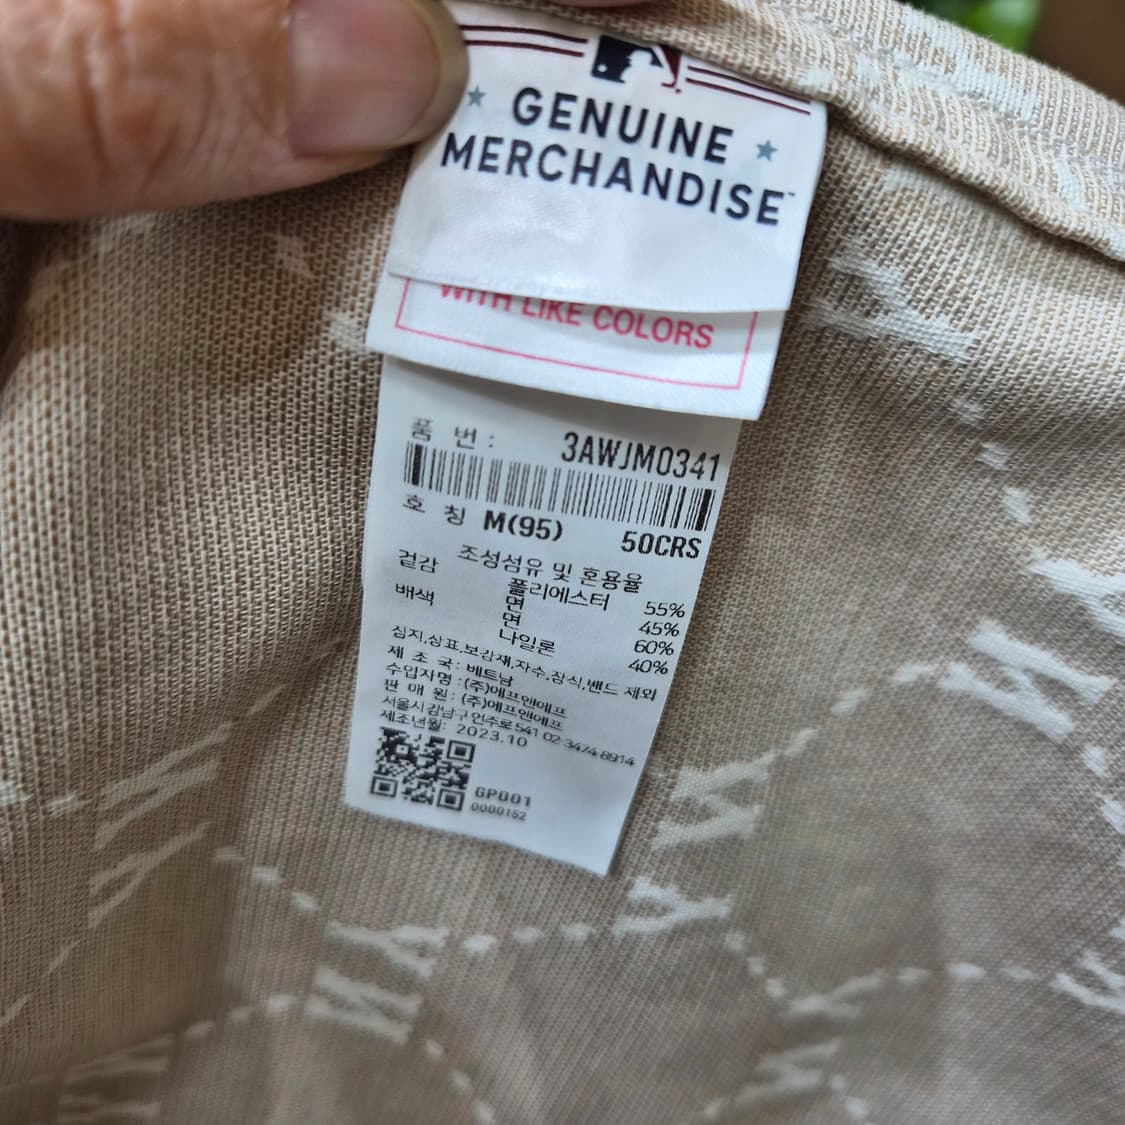 GENUINE
MERCHANDISE™
WITH LIKE COLORS
품 번 : 3AWJM0341
호 칭 M(95) 50CRS
조성섬유 및 혼용율
겉감 폴리에스터 55%
면 45%
배색 면 60%
나일론 40%
심지,상표,보강재,자수,장식,밴드 제외
제 조 국 : 베트남
수입자명 : (주)에프앤에프
판 매 원 : (주)에프앤에프
서울시강남구언주로541 02 3474 8914
제조년월: 2023.10
GP001
0000152